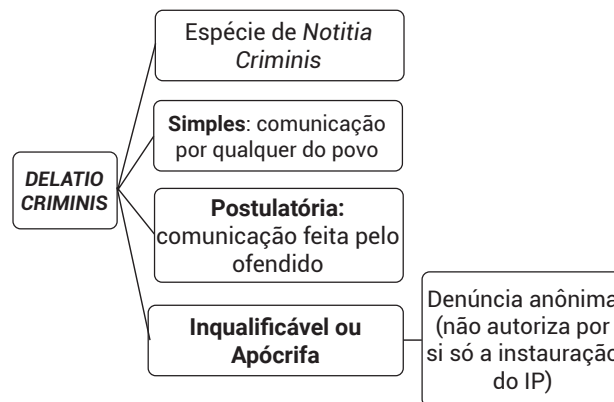 Espécie de Notitia
Criminis
Simples: comunicação
por qualquer do povo
DELATIO
CRIMINIS
Postulatória:
comunicação feita pelo
ofendido
Inqualificável ou
Apócrifa
Denúncia anônima
(não autoriza por
si só a instauração
do IP)